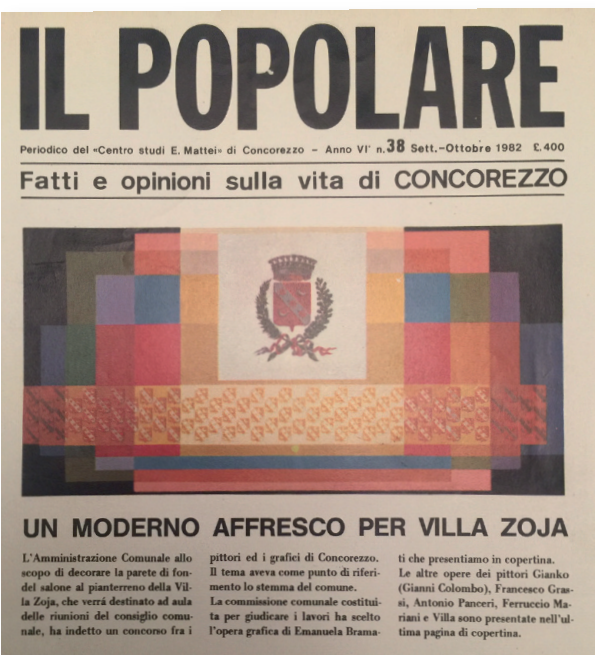 IL POPOLARE
Periodico del «Centro studi E. Mattei» di Concorezzo – Anno VI° n.38 Sett.-Ottobre 1982 £.400
Fatti e opinioni sulla vita di CONCOREZZO
UN MODERNO AFFRESCO PER VILLA ZOJA
L'Amministrazione Comunale allo
scopo di decorare la parete di fon-
del salone al pianterreno della Vil-
la Zoja, che verrá destinato ad aula
delle riunioni del consiglio comu-
nale, ha indetto un concorso fra i
pittori ed i grafici di Concorezzo.
Il tema aveva come punto di riferi-
mento lo stemma del comune.
La commissione comunale costitui-
ta per giudicare i lavori ha scelto
l'opera grafica di Emanuela Brama-
ti che presentiamo in copertina.
Le altre opere dei pittori Gianko
(Gianni Colombo), Francesco Gras-
si, Antonio Panceri, Ferruccio Ma-
riani e Villa sono presentate nell'ul-
tima pagina di copertina.